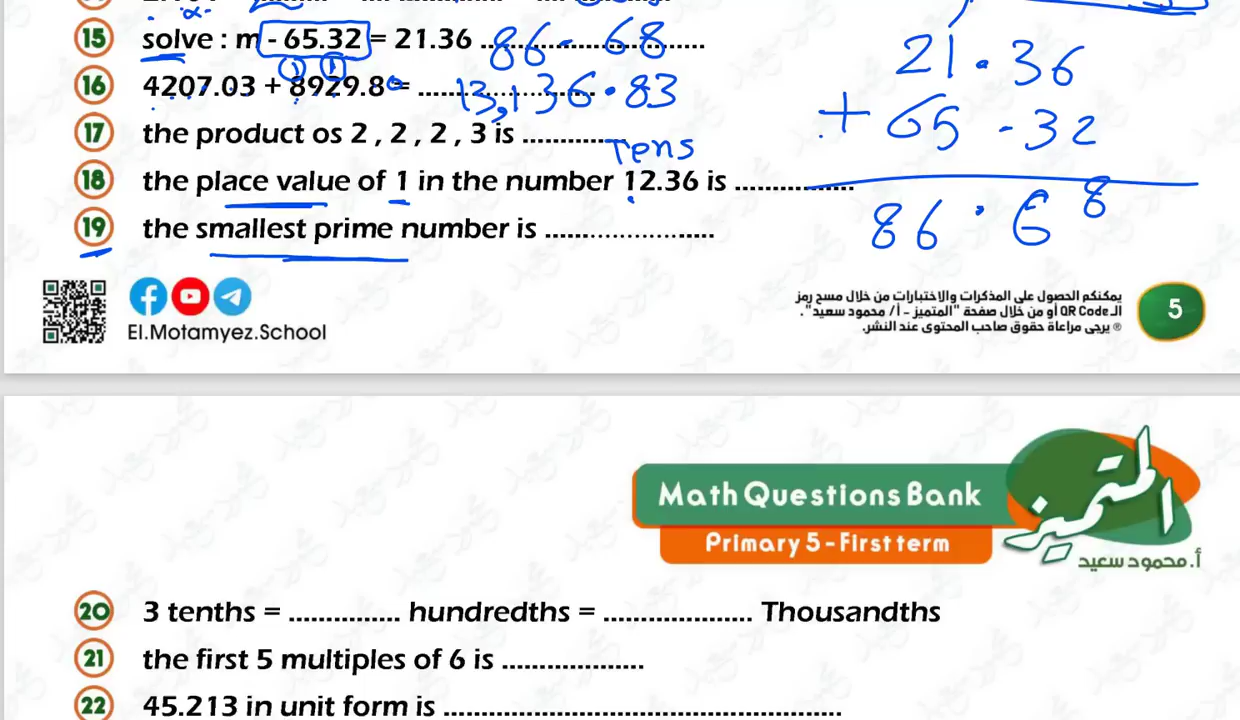 15 solve : m - 65.32 = 21.36 ........................ 86.68
16 4207.03 + 8929.80 = ........................ 13,136.83
17 the product os 2 , 2 , 2 , 3 is ..............
18 the place value of 1 in the number 12.36 is ................ Tens
19 the smallest prime number is ........................
21.36
+ 65.32
86.68
El.Motamyez.School
يمكنكم الحصول على المذكرات والاختبارات من خلال مسح رمز
الـ QR Code أو من خلال صفحة "المتميز - أ/ محمود سعيد".
® يرجى مراعاة حقوق صاحب المحتوى عند النشر.
5
Math Questions Bank
Primary 5 - First term
المتميز
أ. محمود سعيد
20 3 tenths = ............... hundredths = .................... Thousandths
21 the first 5 multiples of 6 is ...................
22 45.213 in unit form is ......................................................